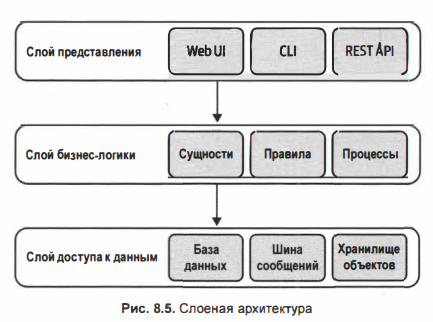 Слой представления
Web UI
CLI
REST API
Слой бизнес-логики
Сущности
Правила
Процессы
Слой доступа к данным
База
данных
Шина
сообщений
Хранилище
объектов
Рис. 8.5. Слоеная архитектура